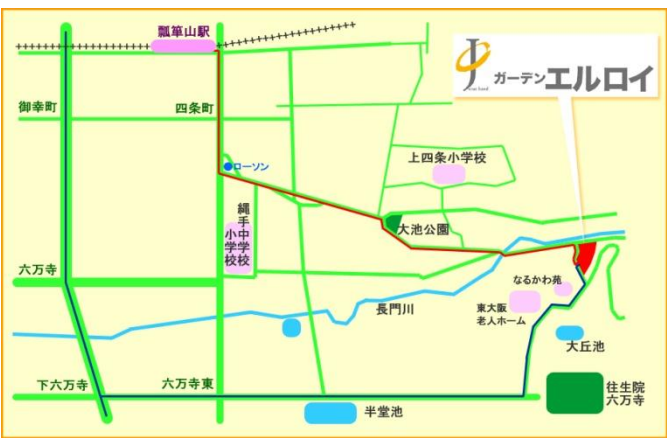 瓢箪山駅
ガーデンエルロイ
御幸町
四条町
ローソン
上四条小学校
縄手中学校
小学校
大池公園
六万寺
長門川
なるかわ苑
東大阪
老人ホーム
大丘池
下六万寺
六万寺東
半堂池
往生院
六万寺